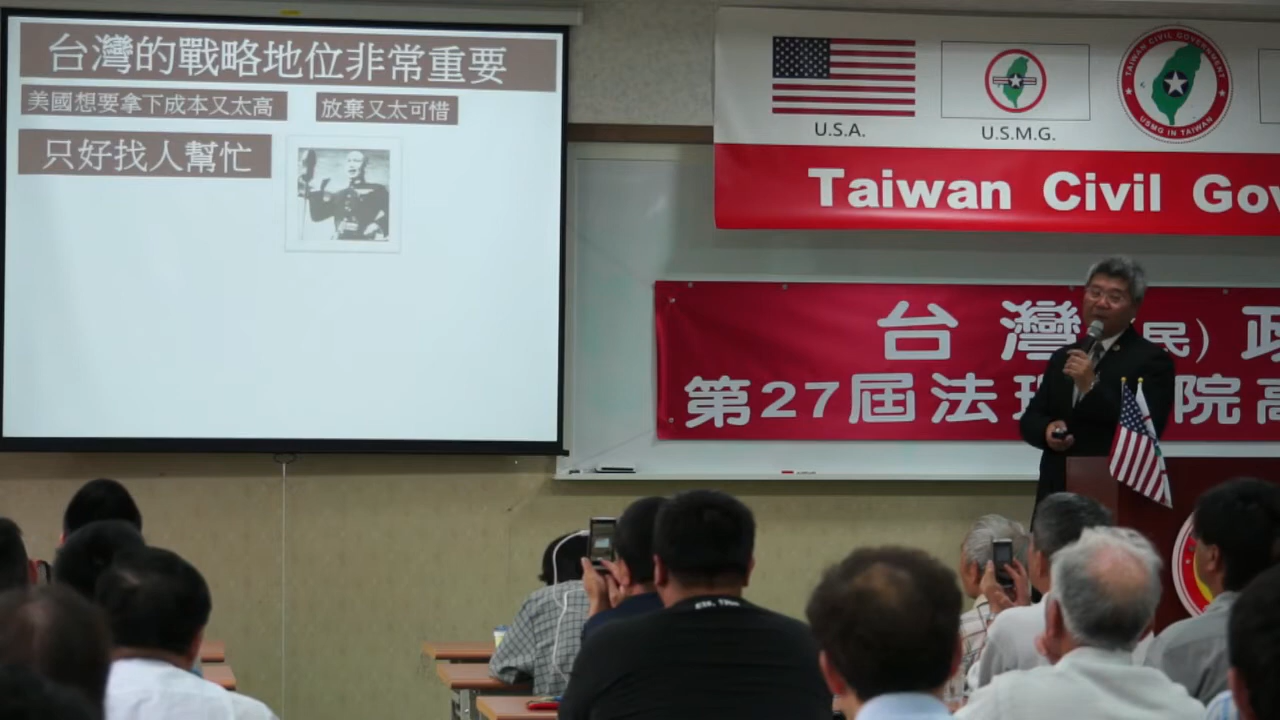 台灣的戰略地位非常重要
美國想要拿下成本又太高
放棄又太可惜
只好找人幫忙
U.S.A.
U.S.M.G.
TAIWAN CIVIL GOVERNMENT
USMG IN TAIWAN
Taiwan Civil Gov
台灣(民)政
第27屆法理 院高